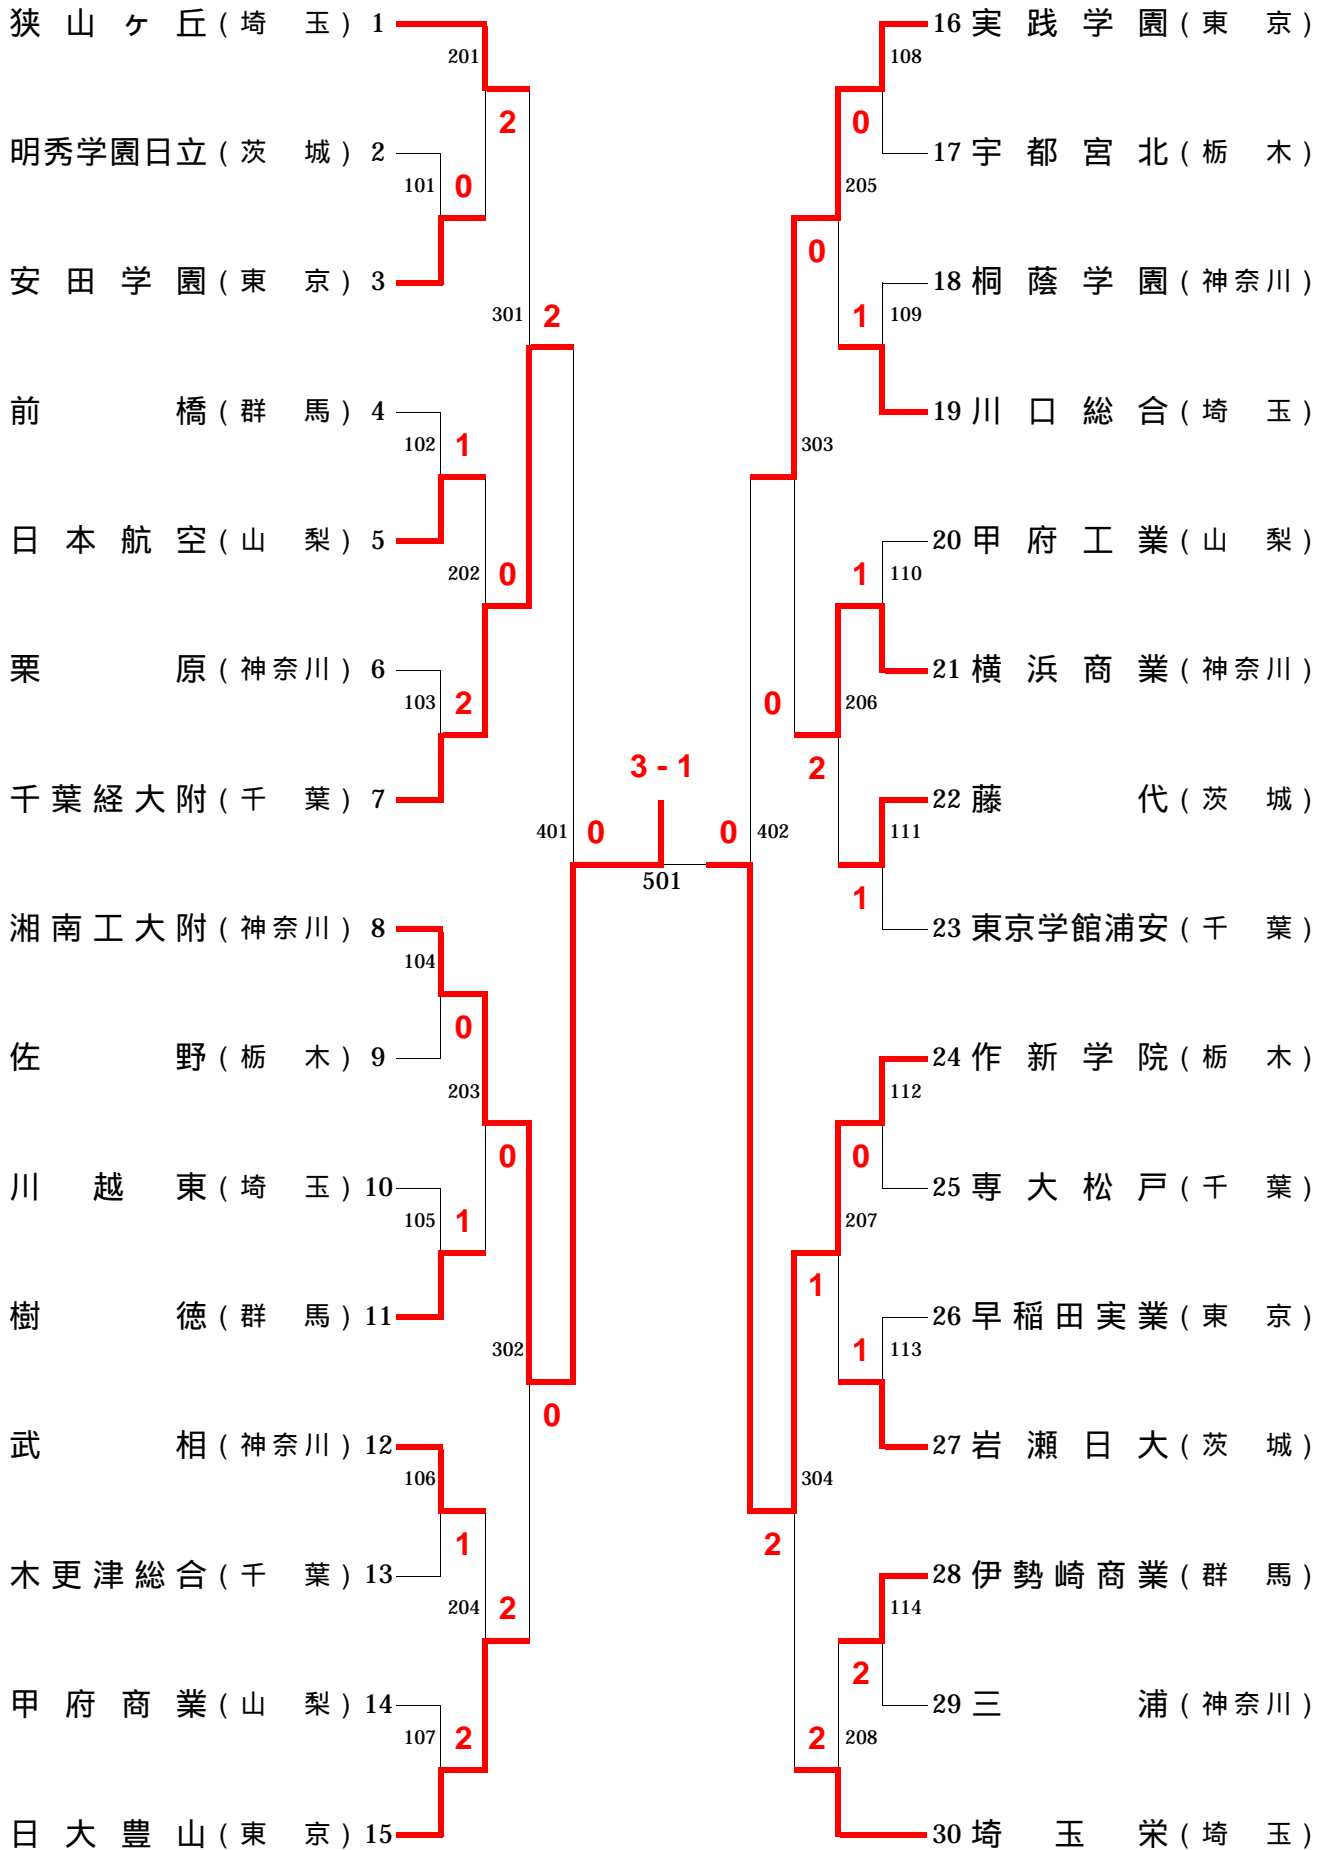 狭山ヶ丘(埼玉) 1
201
2
明秀学園日立(茨城) 2
101
0
安田学園(東京) 3
301
2
前橋(群馬) 4
102
1
日本航空(山梨) 5
202
0
栗原(神奈川) 6
103
2
千葉経大附(千葉) 7
401
0
湘南工大附(神奈川) 8
104
0
佐野(栃木) 9
203
0
川越東(埼玉) 10
105
1
樹徳(群馬) 11
302
0
武相(神奈川) 12
106
1
木更津総合(千葉) 13
204
2
甲府商業(山梨) 14
107
2
日大豊山(東京) 15
3 - 1
501
16 実践学園(東京)
108
0
17 宇都宮北(栃木)
205
0
18 桐蔭学園(神奈川)
109
1
19 川口総合(埼玉)
303
20 甲府工業(山梨)
110
1
21 横浜商業(神奈川)
206
0
2
22 藤代(茨城)
111
402
0
1
23 東京学館浦安(千葉)
24 作新学院(栃木)
112
0
25 専大松戸(千葉)
207
1
26 早稲田実業(東京)
113
1
27 岩瀬日大(茨城)
304
2
28 伊勢崎商業(群馬)
114
2
29 三浦(神奈川)
208
2
30 埼玉栄(埼玉)